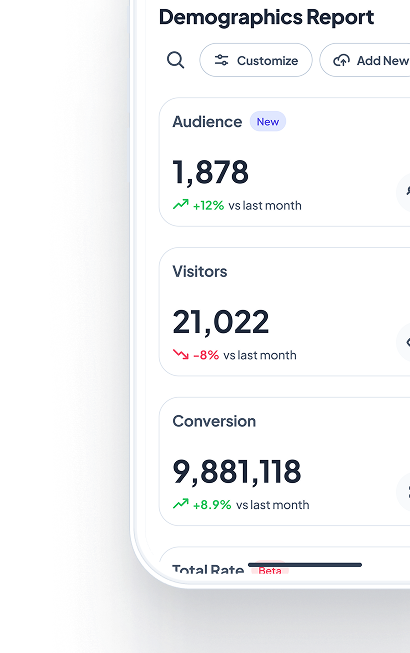 Demographics Report
Customize
Add New
Audience New
1,878
+12% vs last month
Visitors
21,022
-8% vs last month
Conversion
9,881,118
+8.9% vs last month
Total Rate Beta